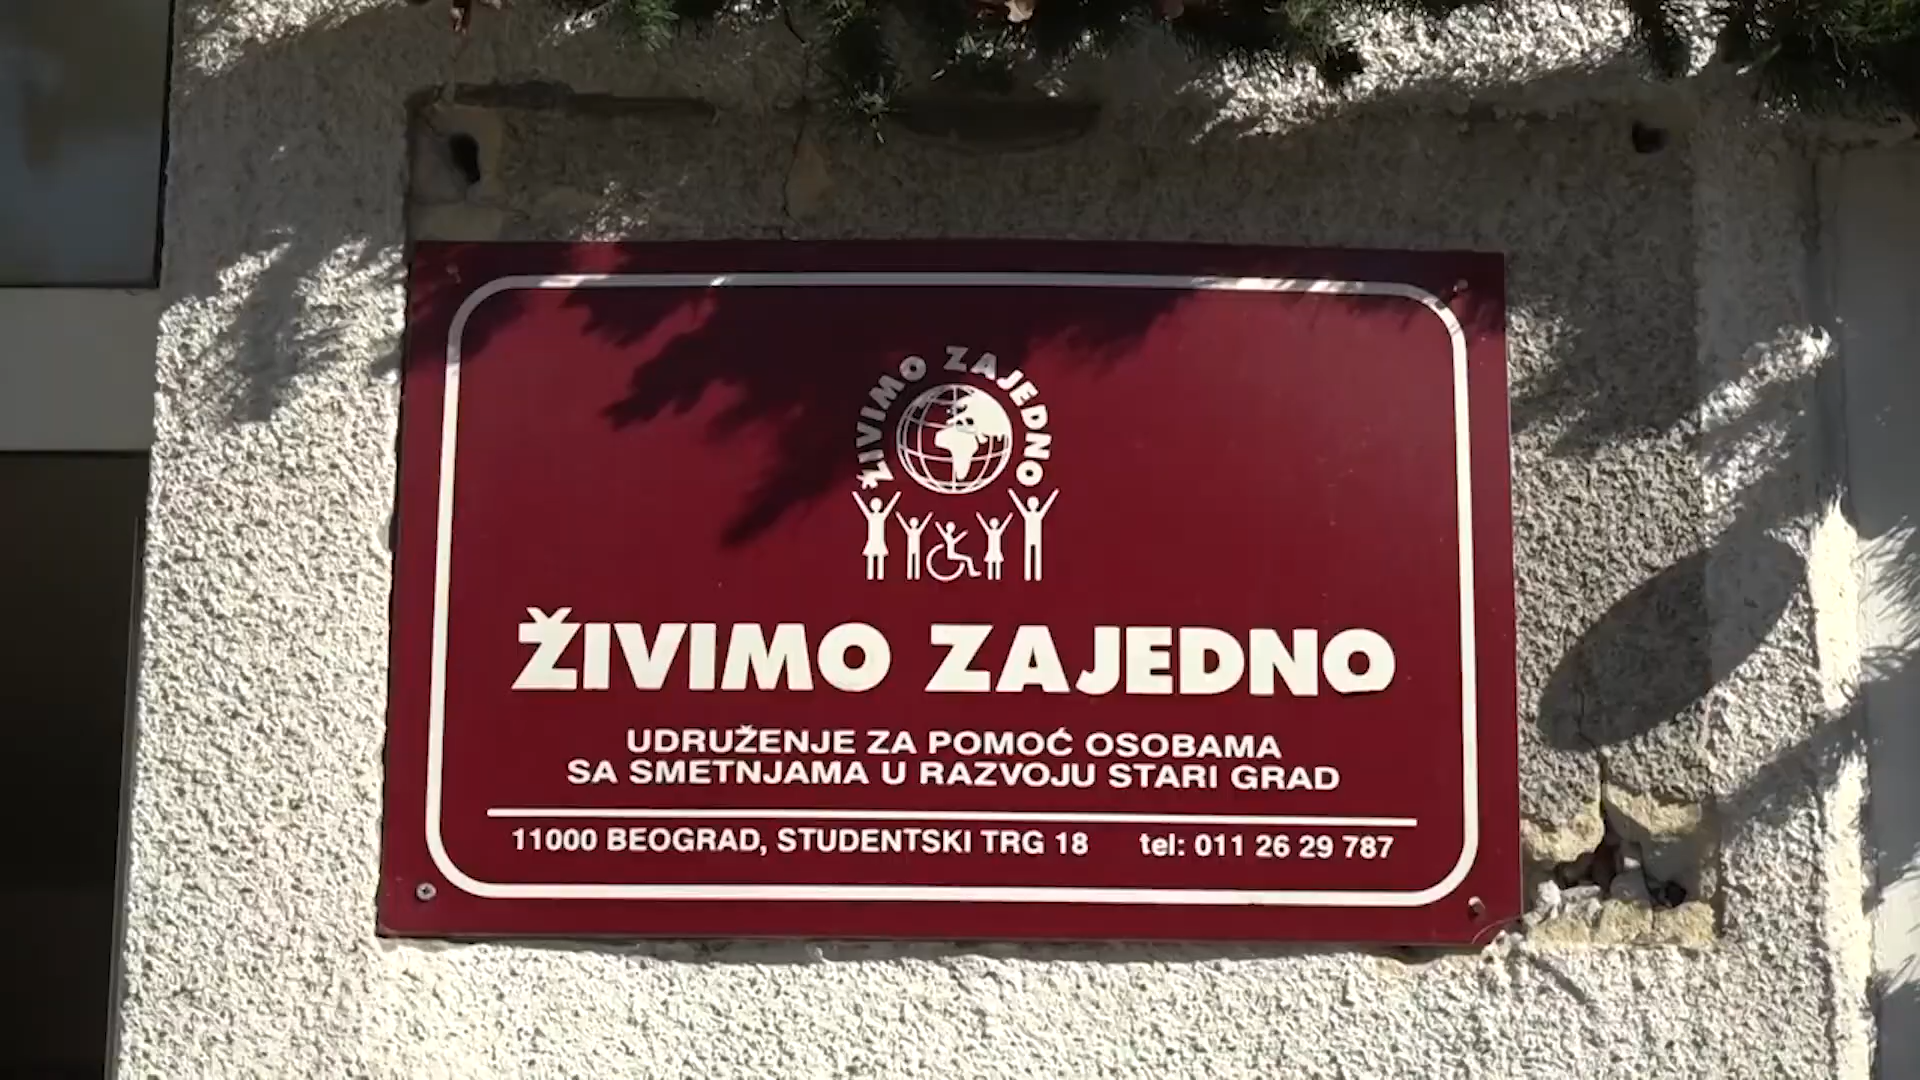 ŽIVIMO ZAJEDNO
ŽIVIMO ZAJEDNO
UDRUŽENJE ZA POMOĆ OSOBAMA
SA SMETNJAMA U RAZVOJU STARI GRAD
11000 BEOGRAD, STUDENTSKI TRG 18 tel: 011 26 29 787